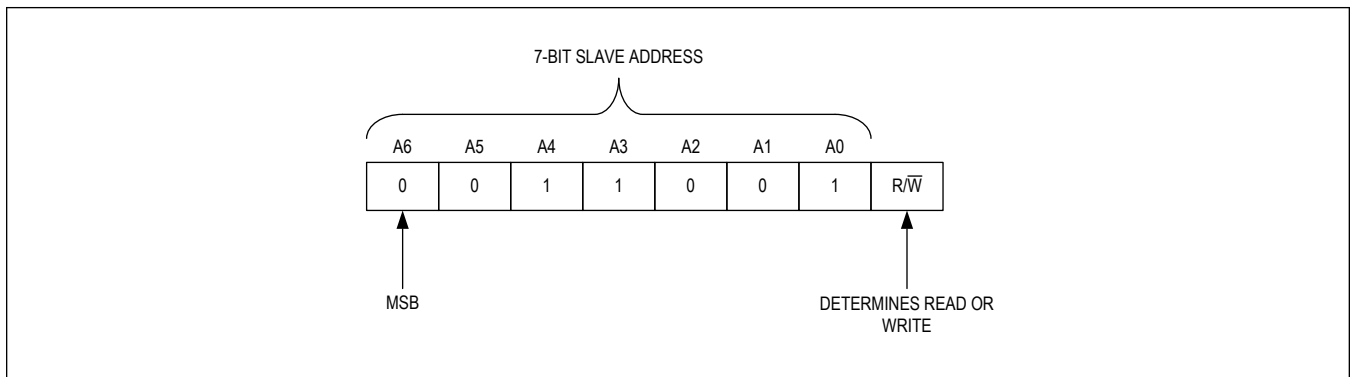 7-BIT SLAVE ADDRESS
A6 A5 A4 A3 A2 A1 A0
0 0 1 1 0 0 1 R/W̅
MSB
DETERMINES READ OR
WRITE